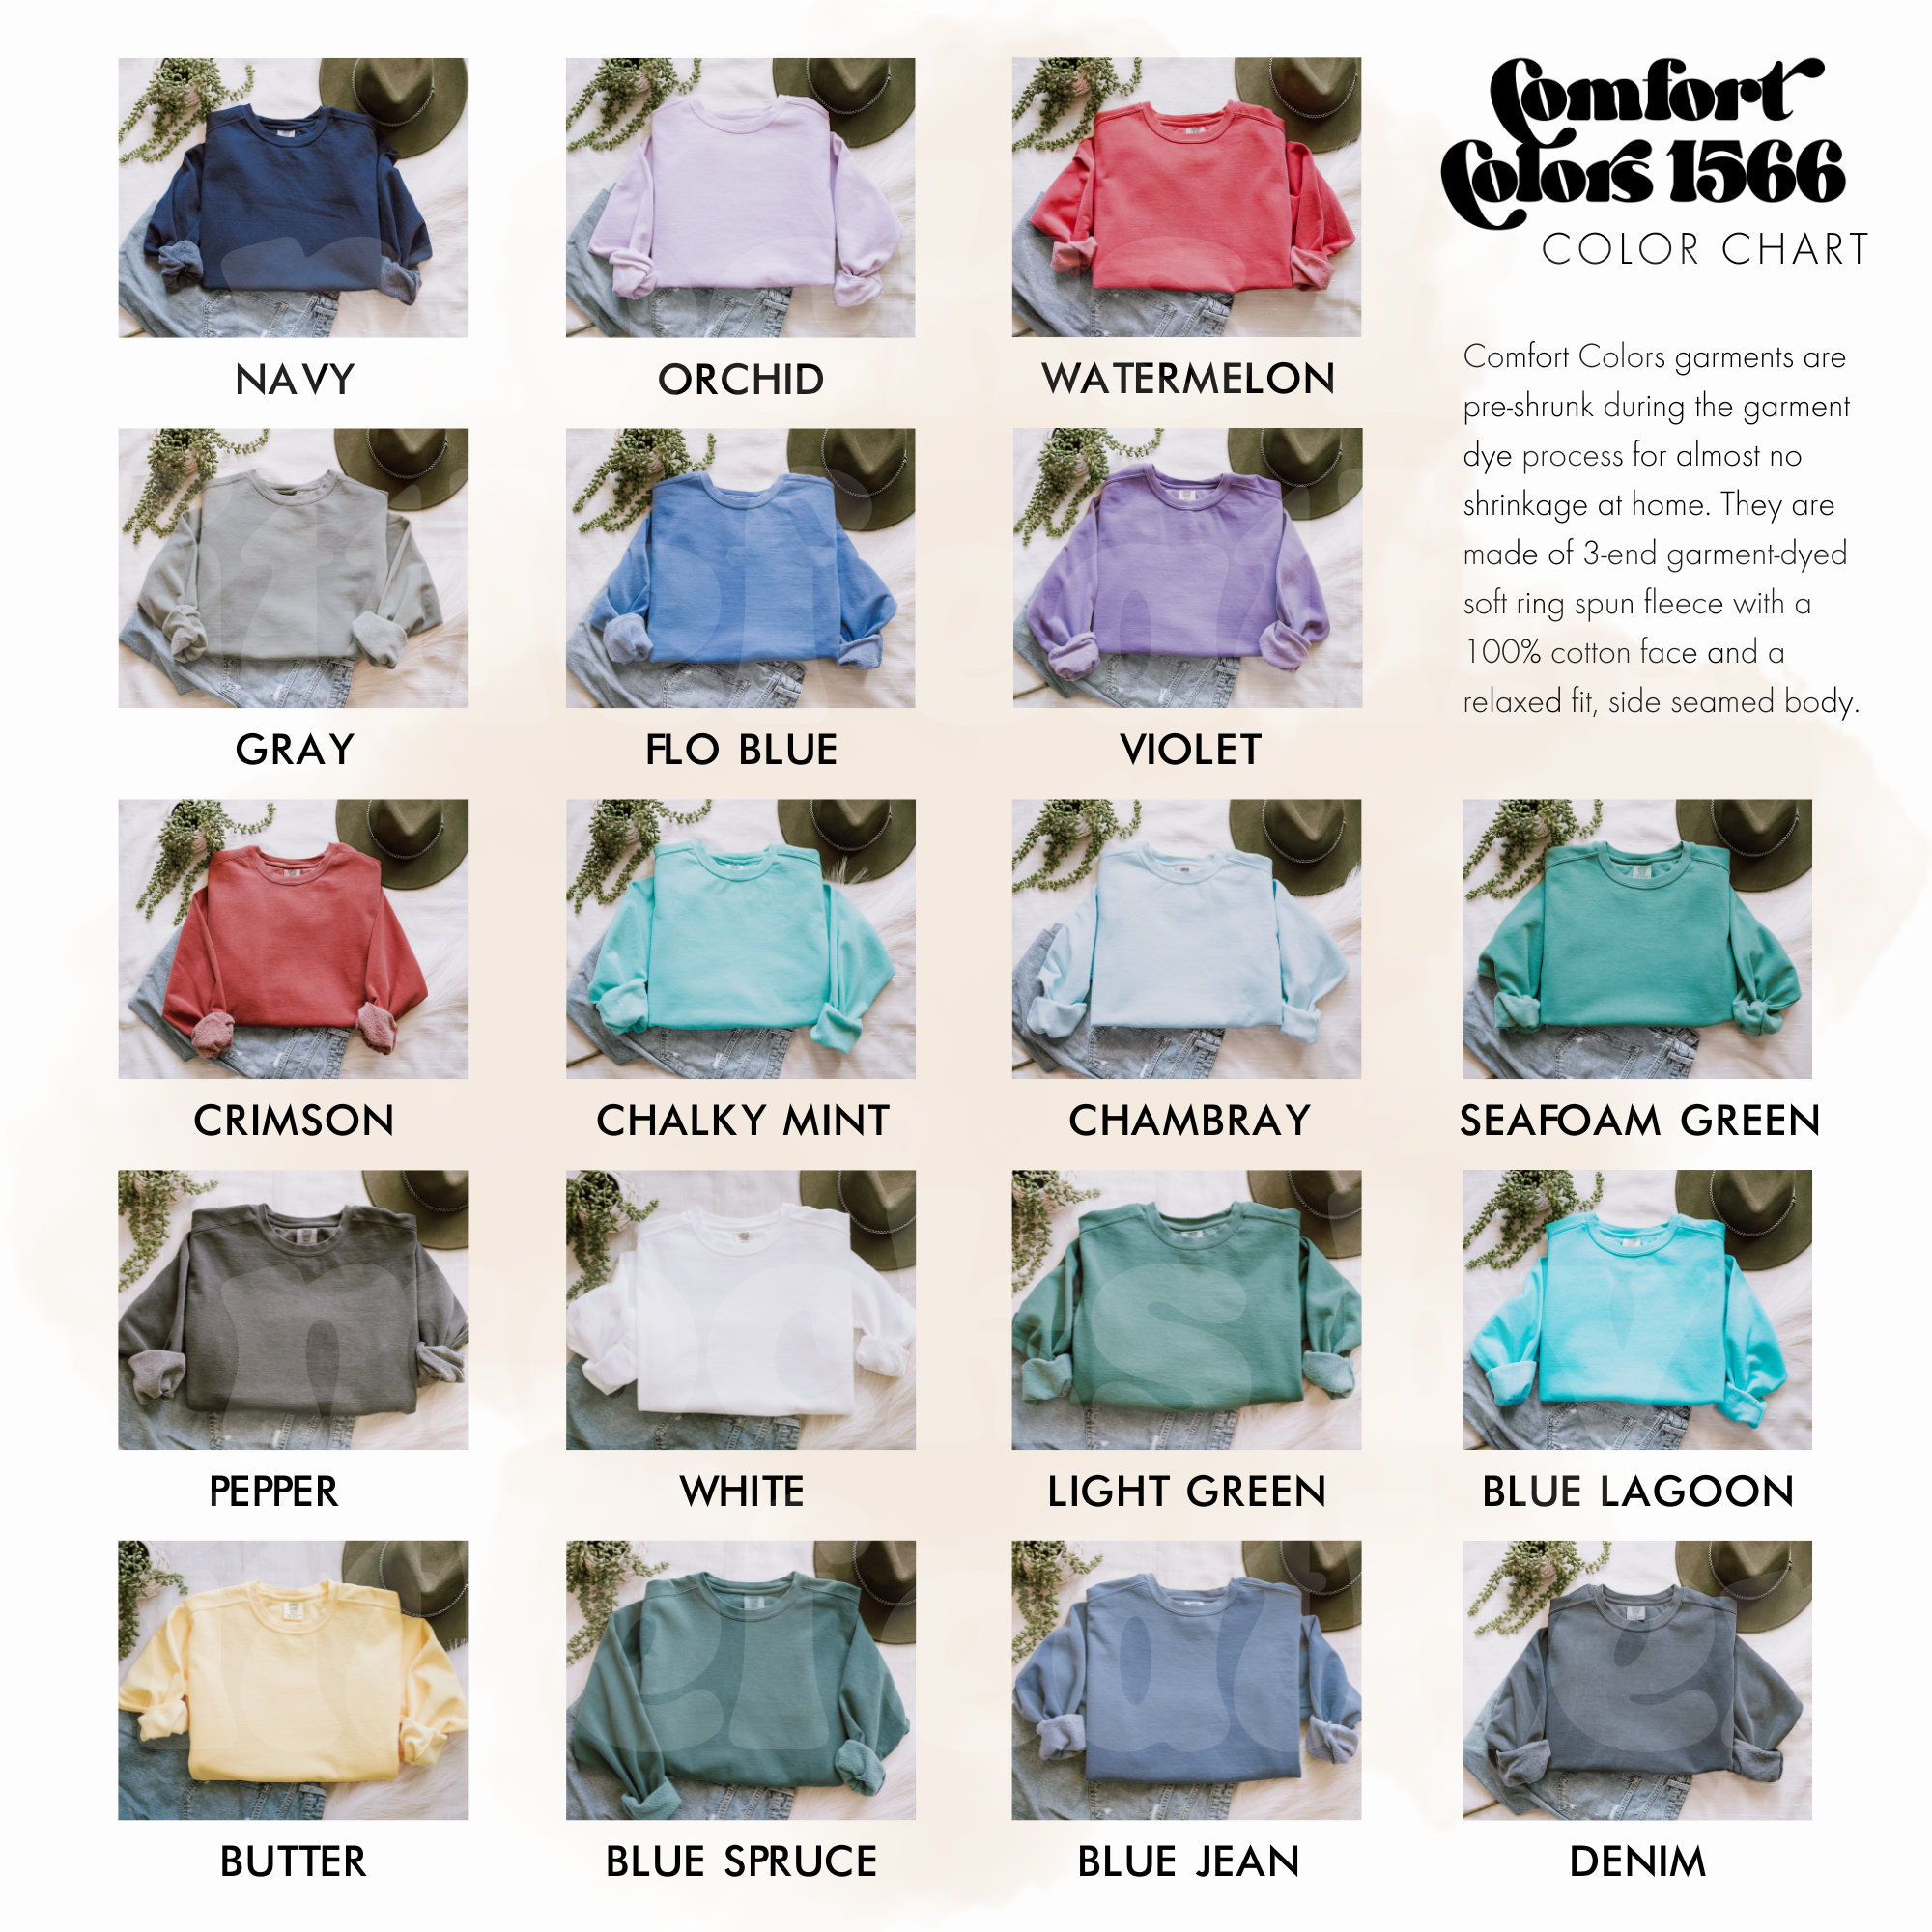 Comfort
Colors 1566
COLOR CHART
NAVY
ORCHID
WATERMELON
Comfort Colors garments are
pre-shrunk during the garment
dye process for almost no
shrinkage at home. They are
made of 3-end garment-dyed
soft ring spun fleece with a
100% cotton face and a
relaxed fit, side seamed body.
GRAY
FLO BLUE
VIOLET
CRIMSON
CHALKY MINT
CHAMBRAY
SEAFOAM GREEN
PEPPER
WHITE
LIGHT GREEN
BLUE LAGOON
BUTTER
BLUE SPRUCE
BLUE JEAN
DENIM